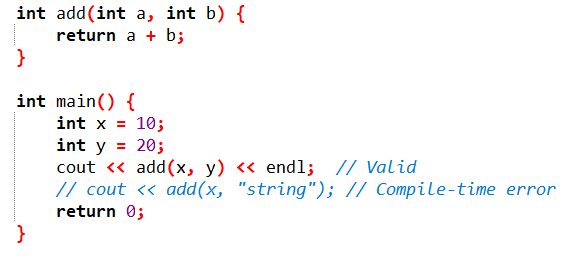 int add(int a, int b) {
    return a + b;
}

int main() {
    int x = 10;
    int y = 20;
    cout << add(x, y) << endl;  // Valid
    // cout << add(x, "string"); // Compile-time error
    return 0;
}